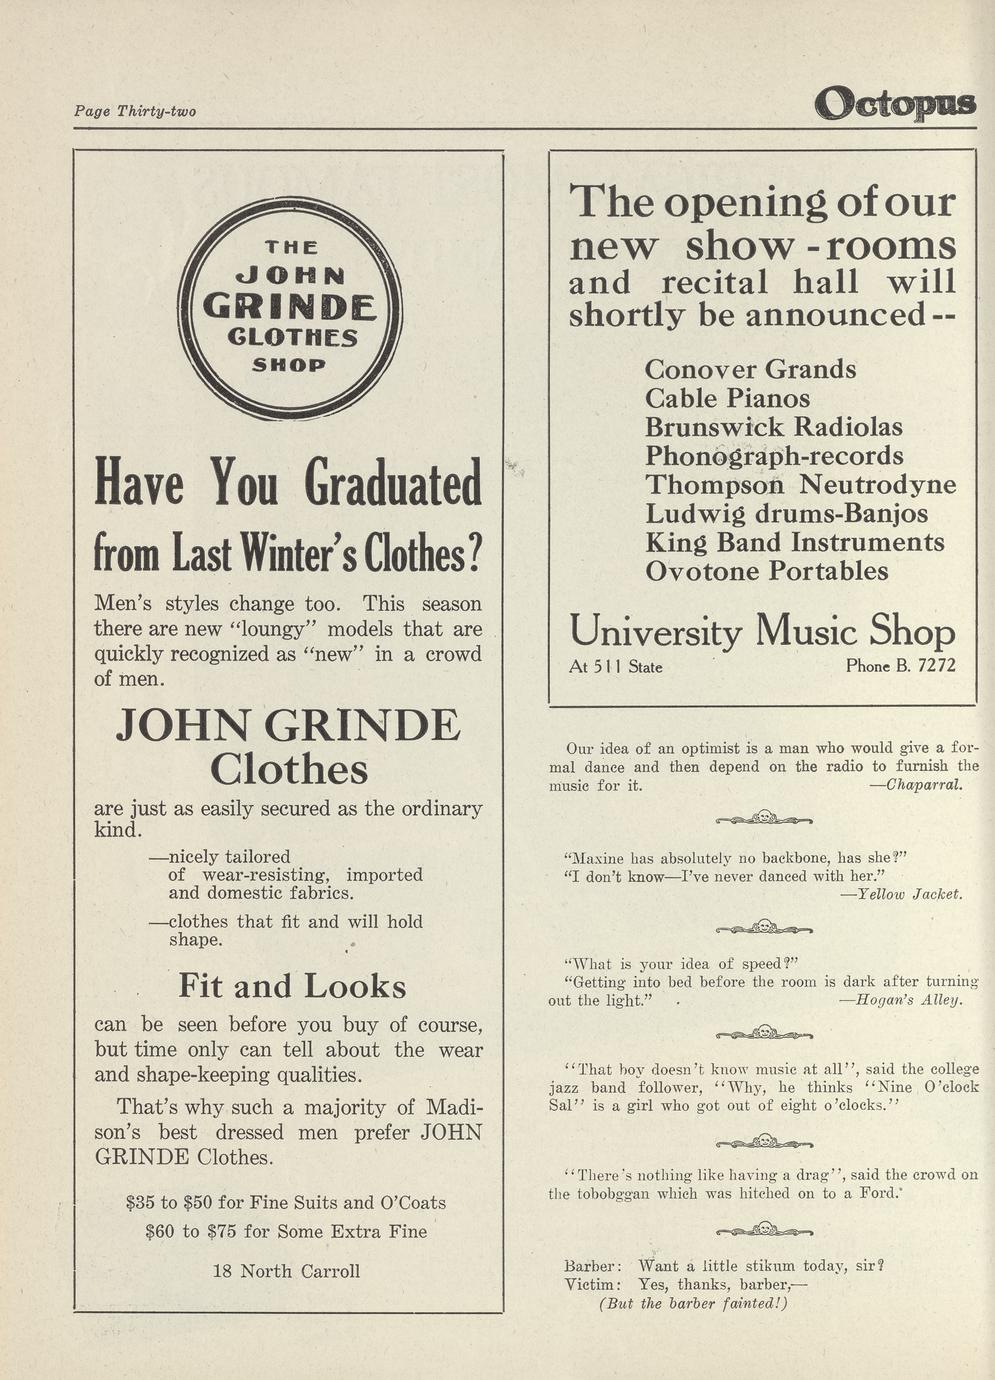 Page Thirty-two
Octopus
THE
JOHN
GRINDE
CLOTHES
SHOP
Have You Graduated
from Last Winter's Clothes?
Men's styles change too. This season
there are new "loungy" models that are
quickly recognized as "new" in a crowd
of men.
JOHN GRINDE
Clothes
are just as easily secured as the ordinary
kind.
—nicely tailored
of wear-resisting, imported
and domestic fabrics.
—clothes that fit and will hold
shape.
Fit and Looks
can be seen before you buy of course,
but time only can tell about the wear
and shape-keeping qualities.
That's why such a majority of Madi-
son's best dressed men prefer JOHN
GRINDE Clothes.
$35 to $50 for Fine Suits and O'Coats
$60 to $75 for Some Extra Fine
18 North Carroll
The opening of our
new show-rooms
and recital hall will
shortly be announced--
Conover Grands
Cable Pianos
Brunswick Radiolas
Phonograph-records
Thompson Neutrodyne
Ludwig drums-Banjos
King Band Instruments
Ovotone Portables
University Music Shop
At 511 State Phone B. 7272
Our idea of an optimist is a man who would give a for-
mal dance and then depend on the radio to furnish the
music for it. —Chaparral.
"Maxine has absolutely no backbone, has she?"
"I don't know—I've never danced with her."
—Yellow Jacket.
"What is your idea of speed?"
"Getting into bed before the room is dark after turning
out the light." —Hogan's Alley.
"That boy doesn't know music at all", said the college
jazz band follower, "Why, he thinks "Nine O'clock
Sal" is a girl who got out of eight o'clocks."
"There's nothing like having a drag", said the crowd on
the tobobggan which was hitched on to a Ford.
Barber: Want a little stikum today, sir?
Victim: Yes, thanks, barber,—
(But the barber fainted!)